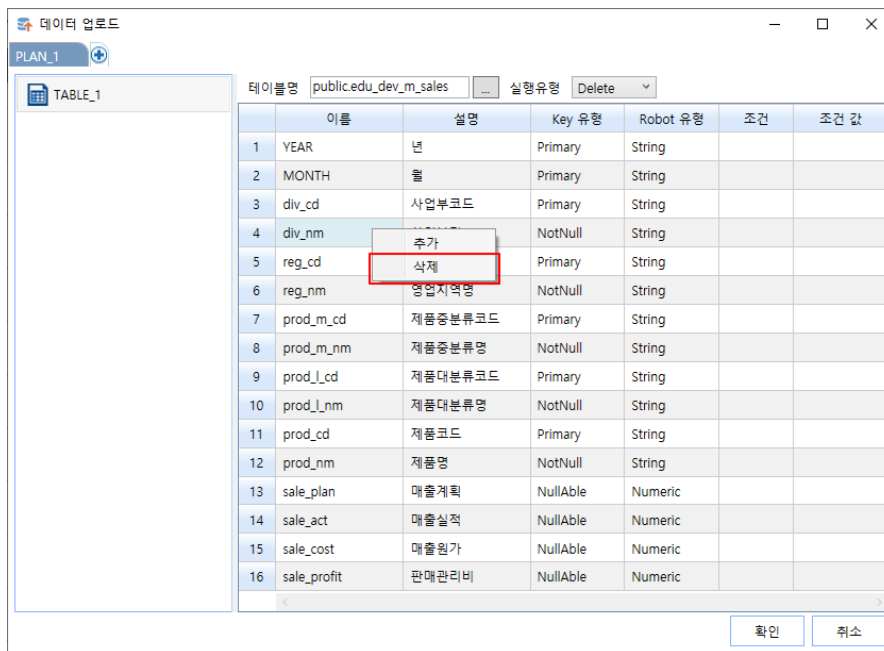 데이터 업로드
PLAN_1
TABLE_1
테이블명 public.edu_dev_m_sales ... 실행유형 Delete
이름 설명 Key 유형 Robot 유형 조건 조건 값
1 YEAR 년 Primary String
2 MONTH 월 Primary String
3 div_cd 사업부코드 Primary String
4 div_nm NotNull String
추가
5 reg_cd Primary String
삭제
6 reg_nm 영업지역명 NotNull String
7 prod_m_cd 제품중분류코드 Primary String
8 prod_m_nm 제품중분류명 NotNull String
9 prod_l_cd 제품대분류코드 Primary String
10 prod_l_nm 제품대분류명 NotNull String
11 prod_cd 제품코드 Primary String
12 prod_nm 제품명 NotNull String
13 sale_plan 매출계획 NullAble Numeric
14 sale_act 매출실적 NullAble Numeric
15 sale_cost 매출원가 NullAble Numeric
16 sale_profit 판매관리비 NullAble Numeric
확인 취소